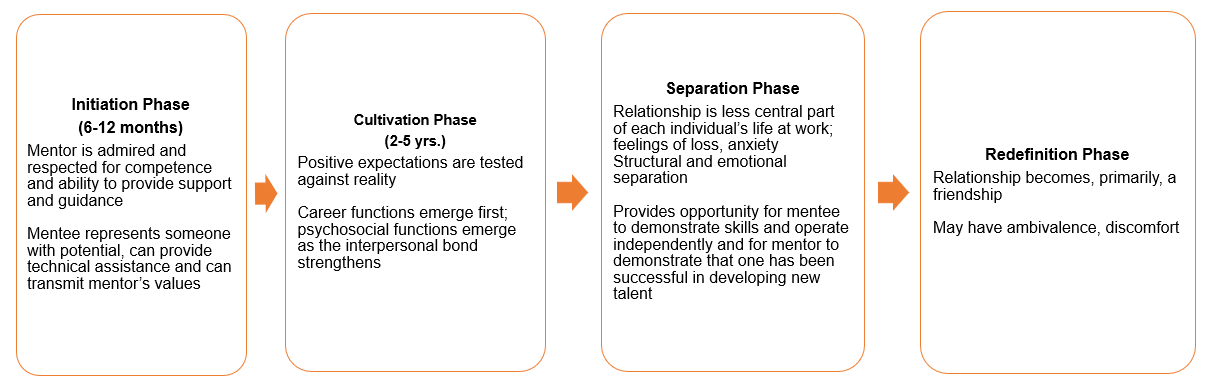 Initiation Phase
(6-12 months)
Mentor is admired and
respected for competence
and ability to provide support
and guidance
Mentee represents someone
with potential, can provide
technical assistance and can
transmit mentor's values
Cultivation Phase
(2-5 yrs.)
Positive expectations are tested
against reality
Career functions emerge first;
psychosocial functions emerge
as the interpersonal bond
strengthens
Separation Phase
Relationship is less central part
of each individual's life at work;
feelings of loss, anxiety
Structural and emotional
separation
Provides opportunity for mentee
to demonstrate skills and operate
independently and for mentor to
demonstrate that one has been
successful in developing new
talent
Redefinition Phase
Relationship becomes, primarily, a
friendship
May have ambivalence, discomfort